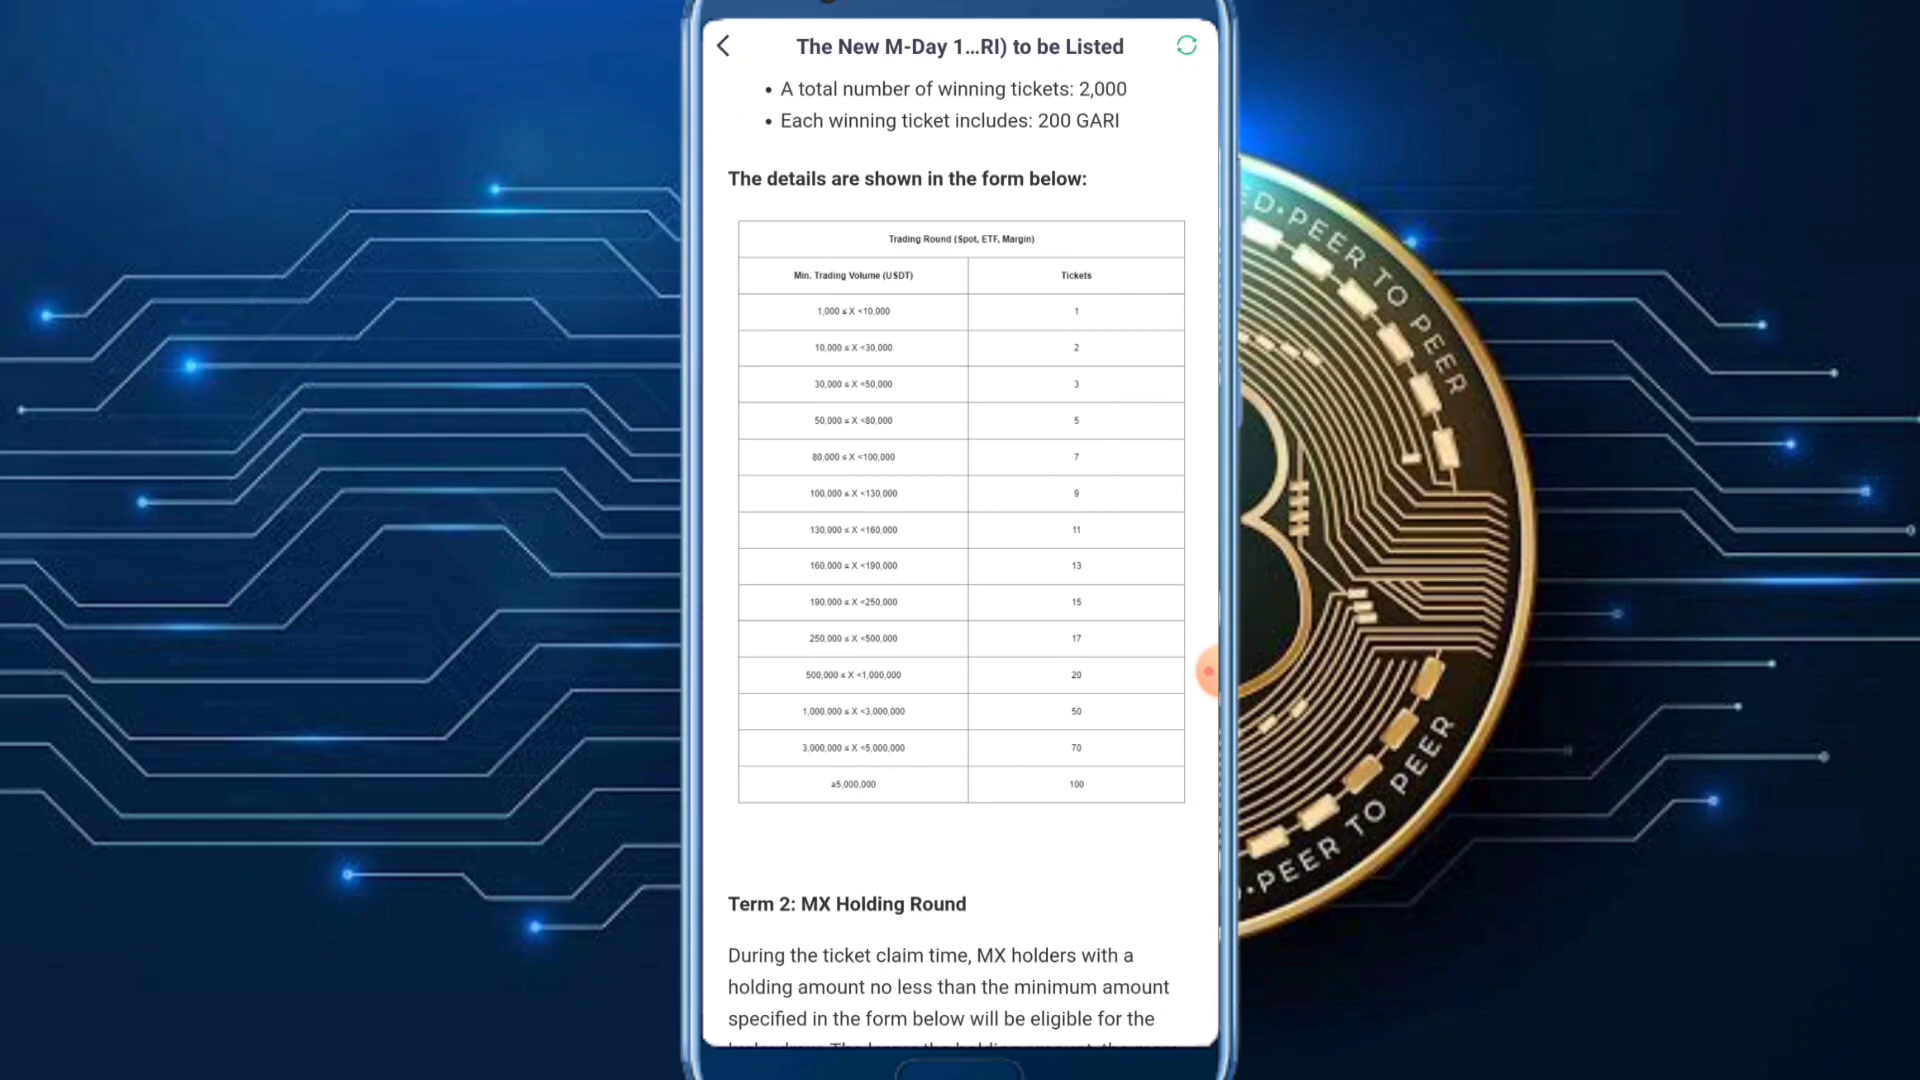 The New M-Day 1...RI) to be Listed
• A total number of winning tickets: 2,000
• Each winning ticket includes: 200 GARI
The details are shown in the form below:
Trading Round (Spot, ETF, Margin)
Min. Trading Volume (USDT) Tickets
1,000 ≤ X <10,000 1
10,000 ≤ X <30,000 2
30,000 ≤ X <50,000 3
50,000 ≤ X <80,000 5
80,000 ≤ X <100,000 7
100,000 ≤ X <130,000 9
130,000 ≤ X <160,000 11
160,000 ≤ X <190,000 13
190,000 ≤ X <250,000 15
250,000 ≤ X <500,000 17
500,000 ≤ X <1,000,000 20
1,000,000 ≤ X <3,000,000 50
3,000,000 ≤ X <5,000,000 70
≥5,000,000 100
Term 2: MX Holding Round
During the ticket claim time, MX holders with a
holding amount no less than the minimum amount
specified in the form below will be eligible for the
ED•PEER TO PEER
•PEER TO PEER